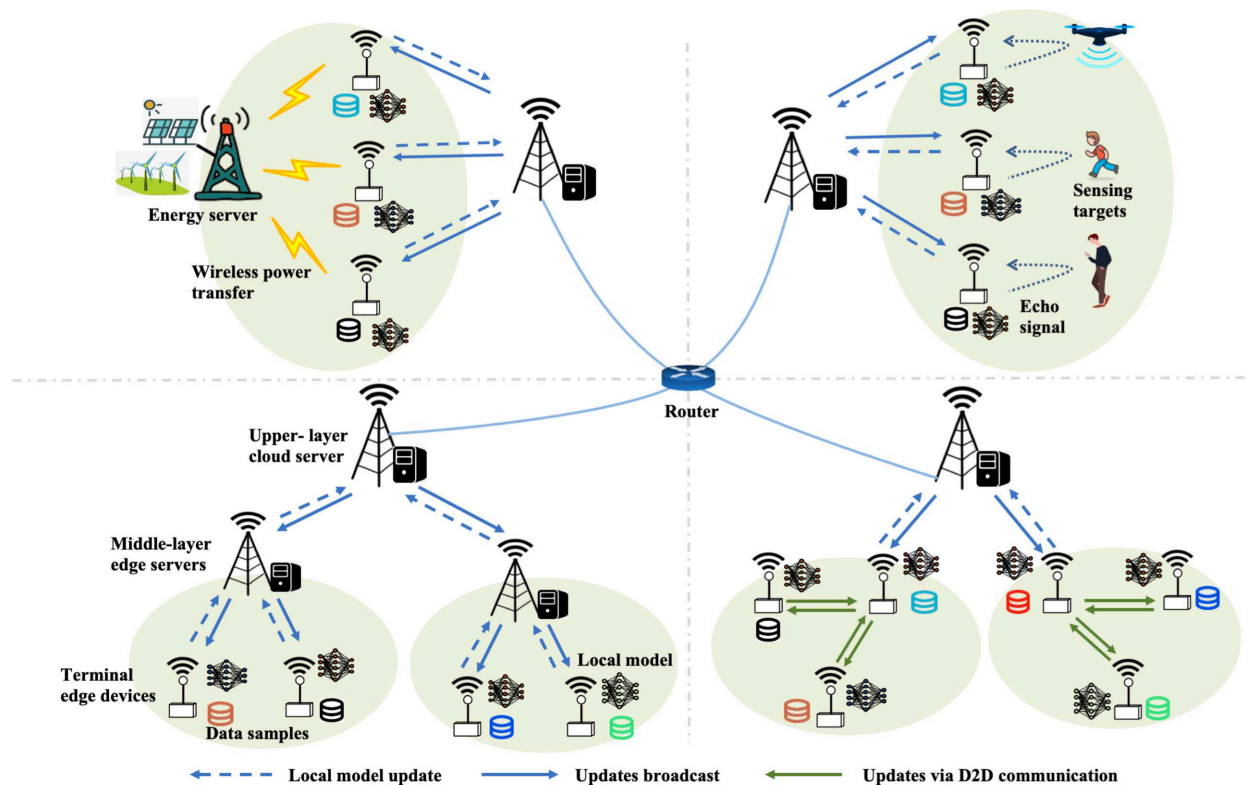 Energy server
Wireless power
transfer
Sensing
targets
Echo
signal
Router
Upper- layer
cloud server
Middle-layer
edge servers
Terminal
edge devices
Local model
Data samples
Local model update
Updates broadcast
Updates via D2D communication